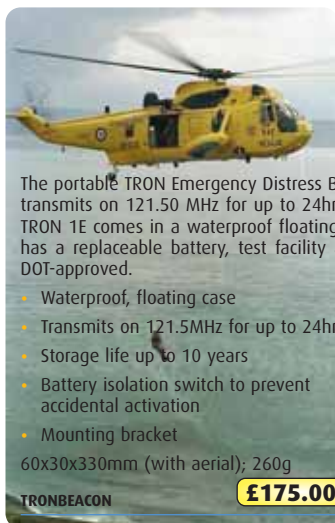 The portable TRON Emergency Distress B
transmits on 121.50 MHz for up to 24hr
TRON 1E comes in a waterproof floating
has a replaceable battery, test facility
DOT-approved.
• Waterproof, floating case
• Transmits on 121.5MHz for up to 24hr
• Storage life up to 10 years
• Battery isolation switch to prevent
accidental activation
• Mounting bracket
60x30x330mm (with aerial); 260g
TRONBEACON
£175.00